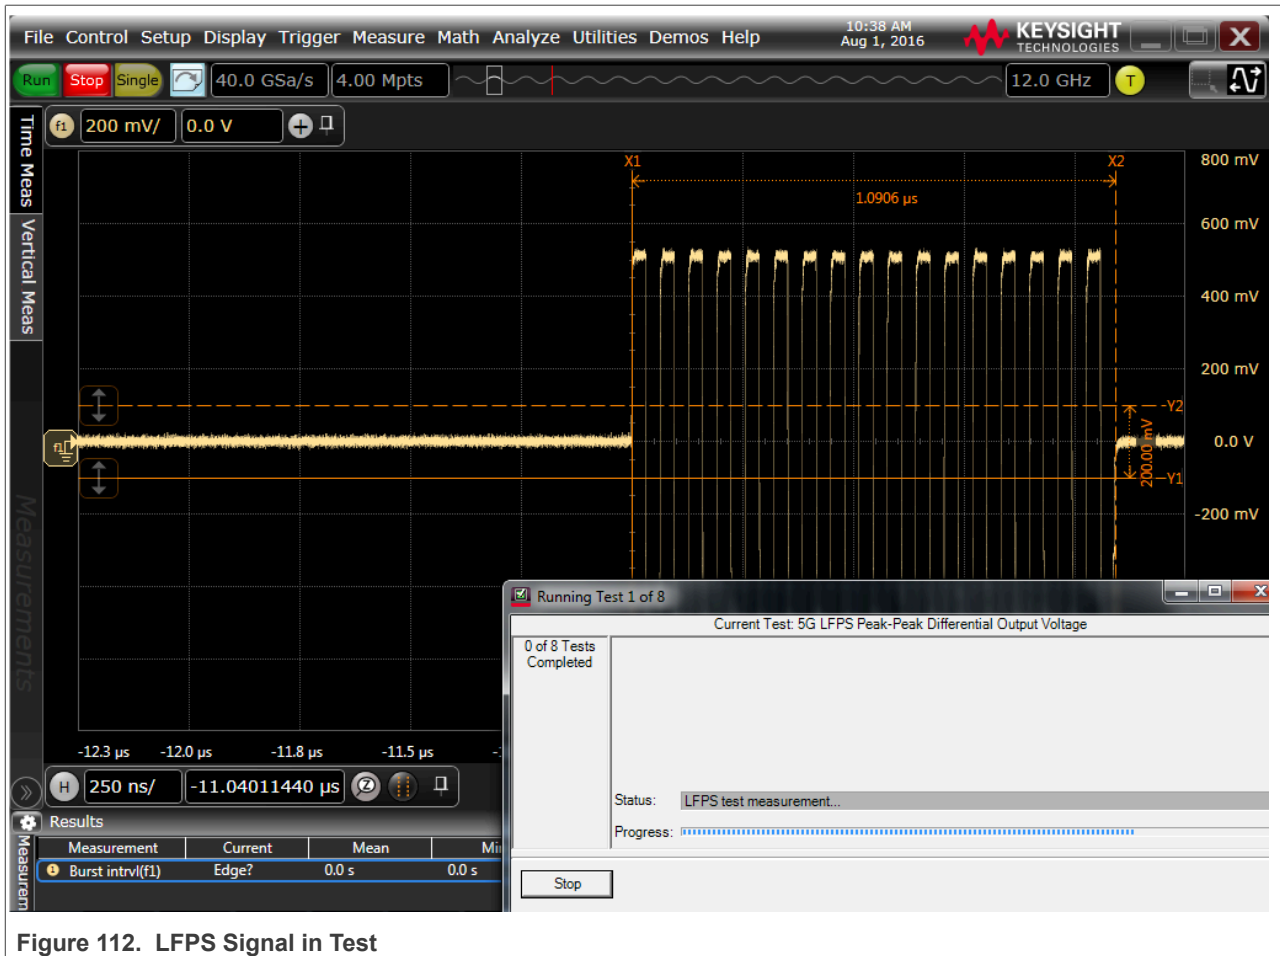 File Control Setup Display Trigger Measure Math Analyze Utilities Demos Help
10:38 AM
Aug 1, 2016
KEYSIGHT
TECHNOLOGIES
Run Stop Single 40.0 GSa/s 4.00 Mpts 12.0 GHz T
f1 200 mV/ 0.0 V
Time Meas
Vertical Meas
Measurements
X1 X2 800 mV
1.0906 µs
600 mV
400 mV
200 mV
Y2
f1 0.0 V
200.00 mV
Y1
-200 mV
Running Test 1 of 8
Current Test: 5G LFPS Peak-Peak Differential Output Voltage
0 of 8 Tests
Completed
-12.3 µs -12.0 µs -11.8 µs -11.5 µs
H 250 ns/ -11.04011440 µs Z
Status: LFPS test measurement...
Progress:
Results
Measurem
Measurement Current Mean Mi
1 Burst intrvl(f1) Edge? 0.0 s 0.0 s
Stop
Figure 112. LFPS Signal in Test